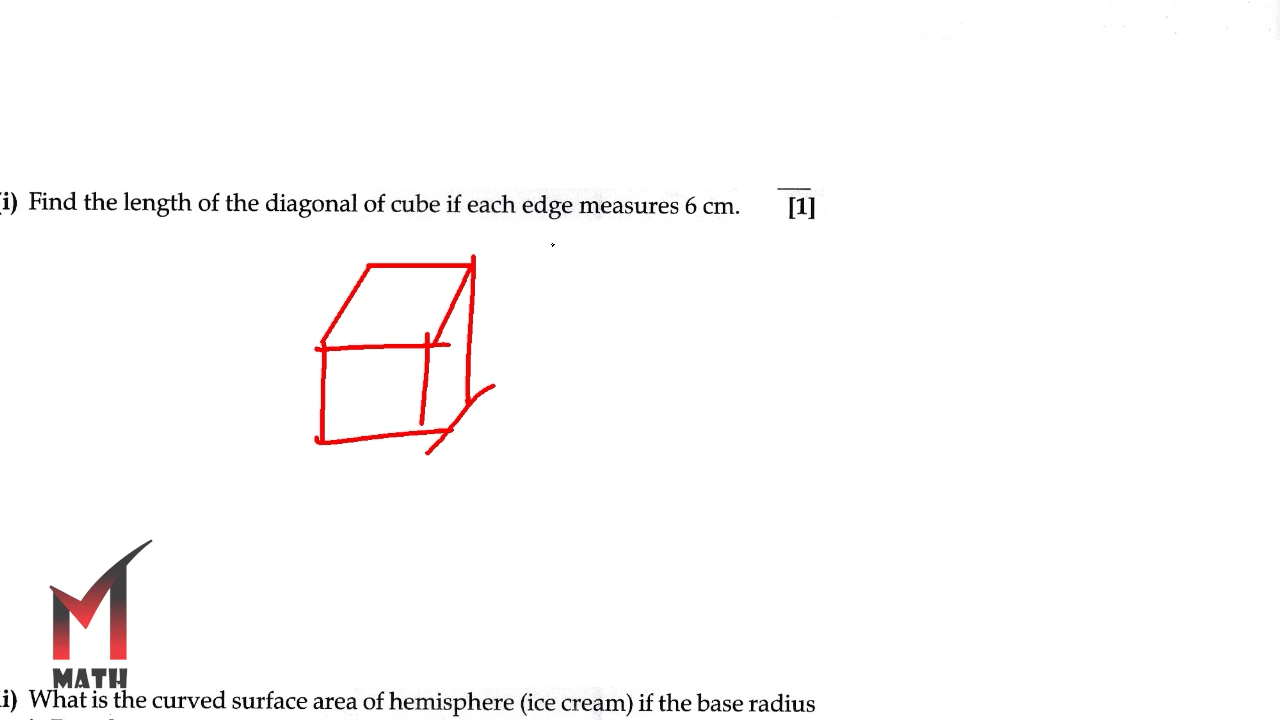 i) Find the length of the diagonal of cube if each edge measures 6 cm. [1]
MATH
i) What is the curved surface area of hemisphere (ice cream) if the base radius